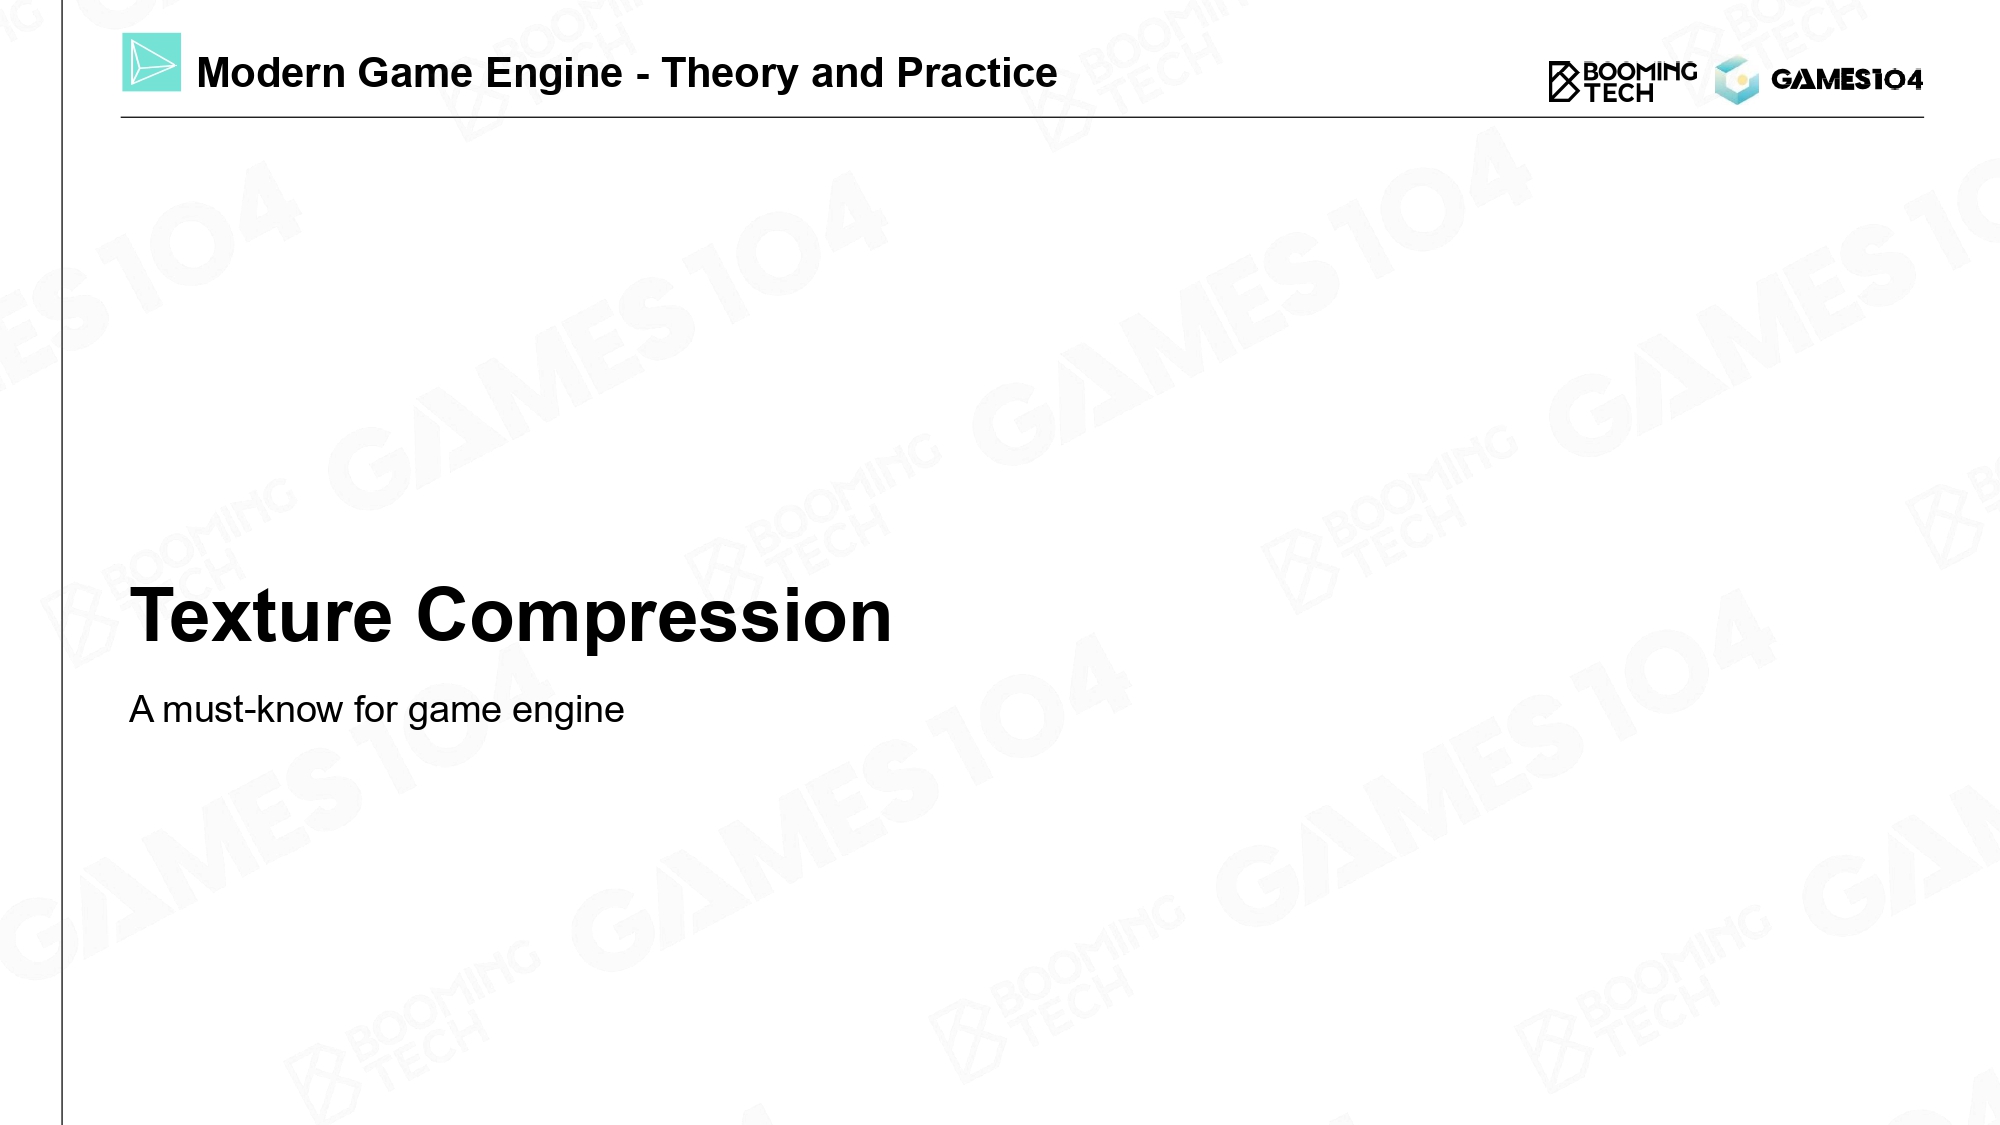 Modern Game Engine - Theory and Practice
BOOMING
TECH
GAMES104
Texture Compression
A must-know for game engine